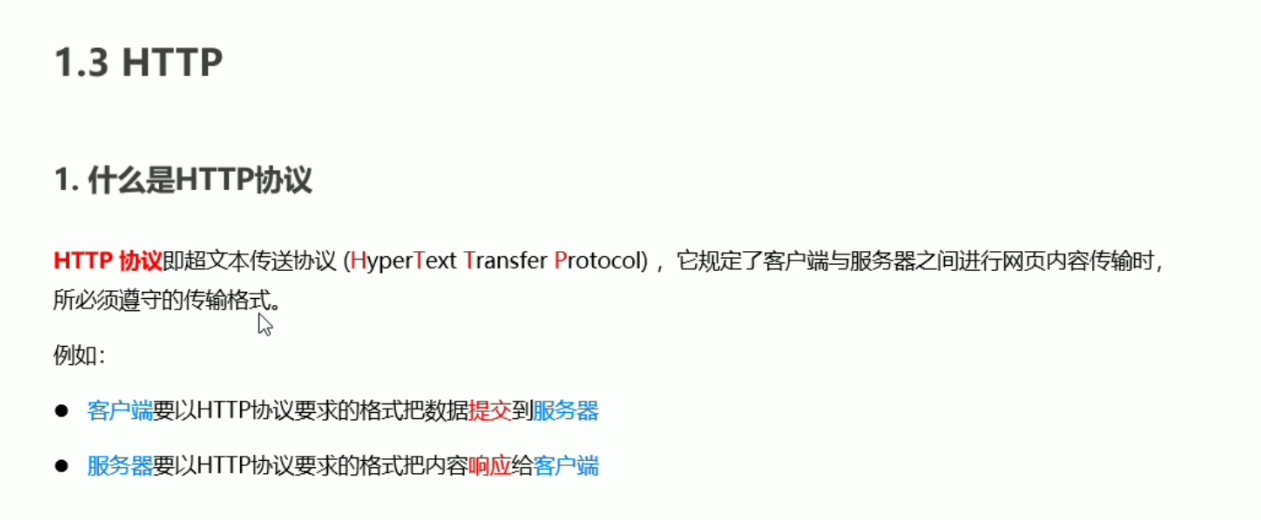 1.3 HTTP
1. 什么是HTTP协议
HTTP 协议即超文本传送协议 (HyperText Transfer Protocol) ，它规定了客户端与服务器之间进行网页内容传输时，
所必须遵守的传输格式。
例如：
● 客户端要以HTTP协议要求的格式把数据提交到服务器
● 服务器要以HTTP协议要求的格式把内容响应给客户端